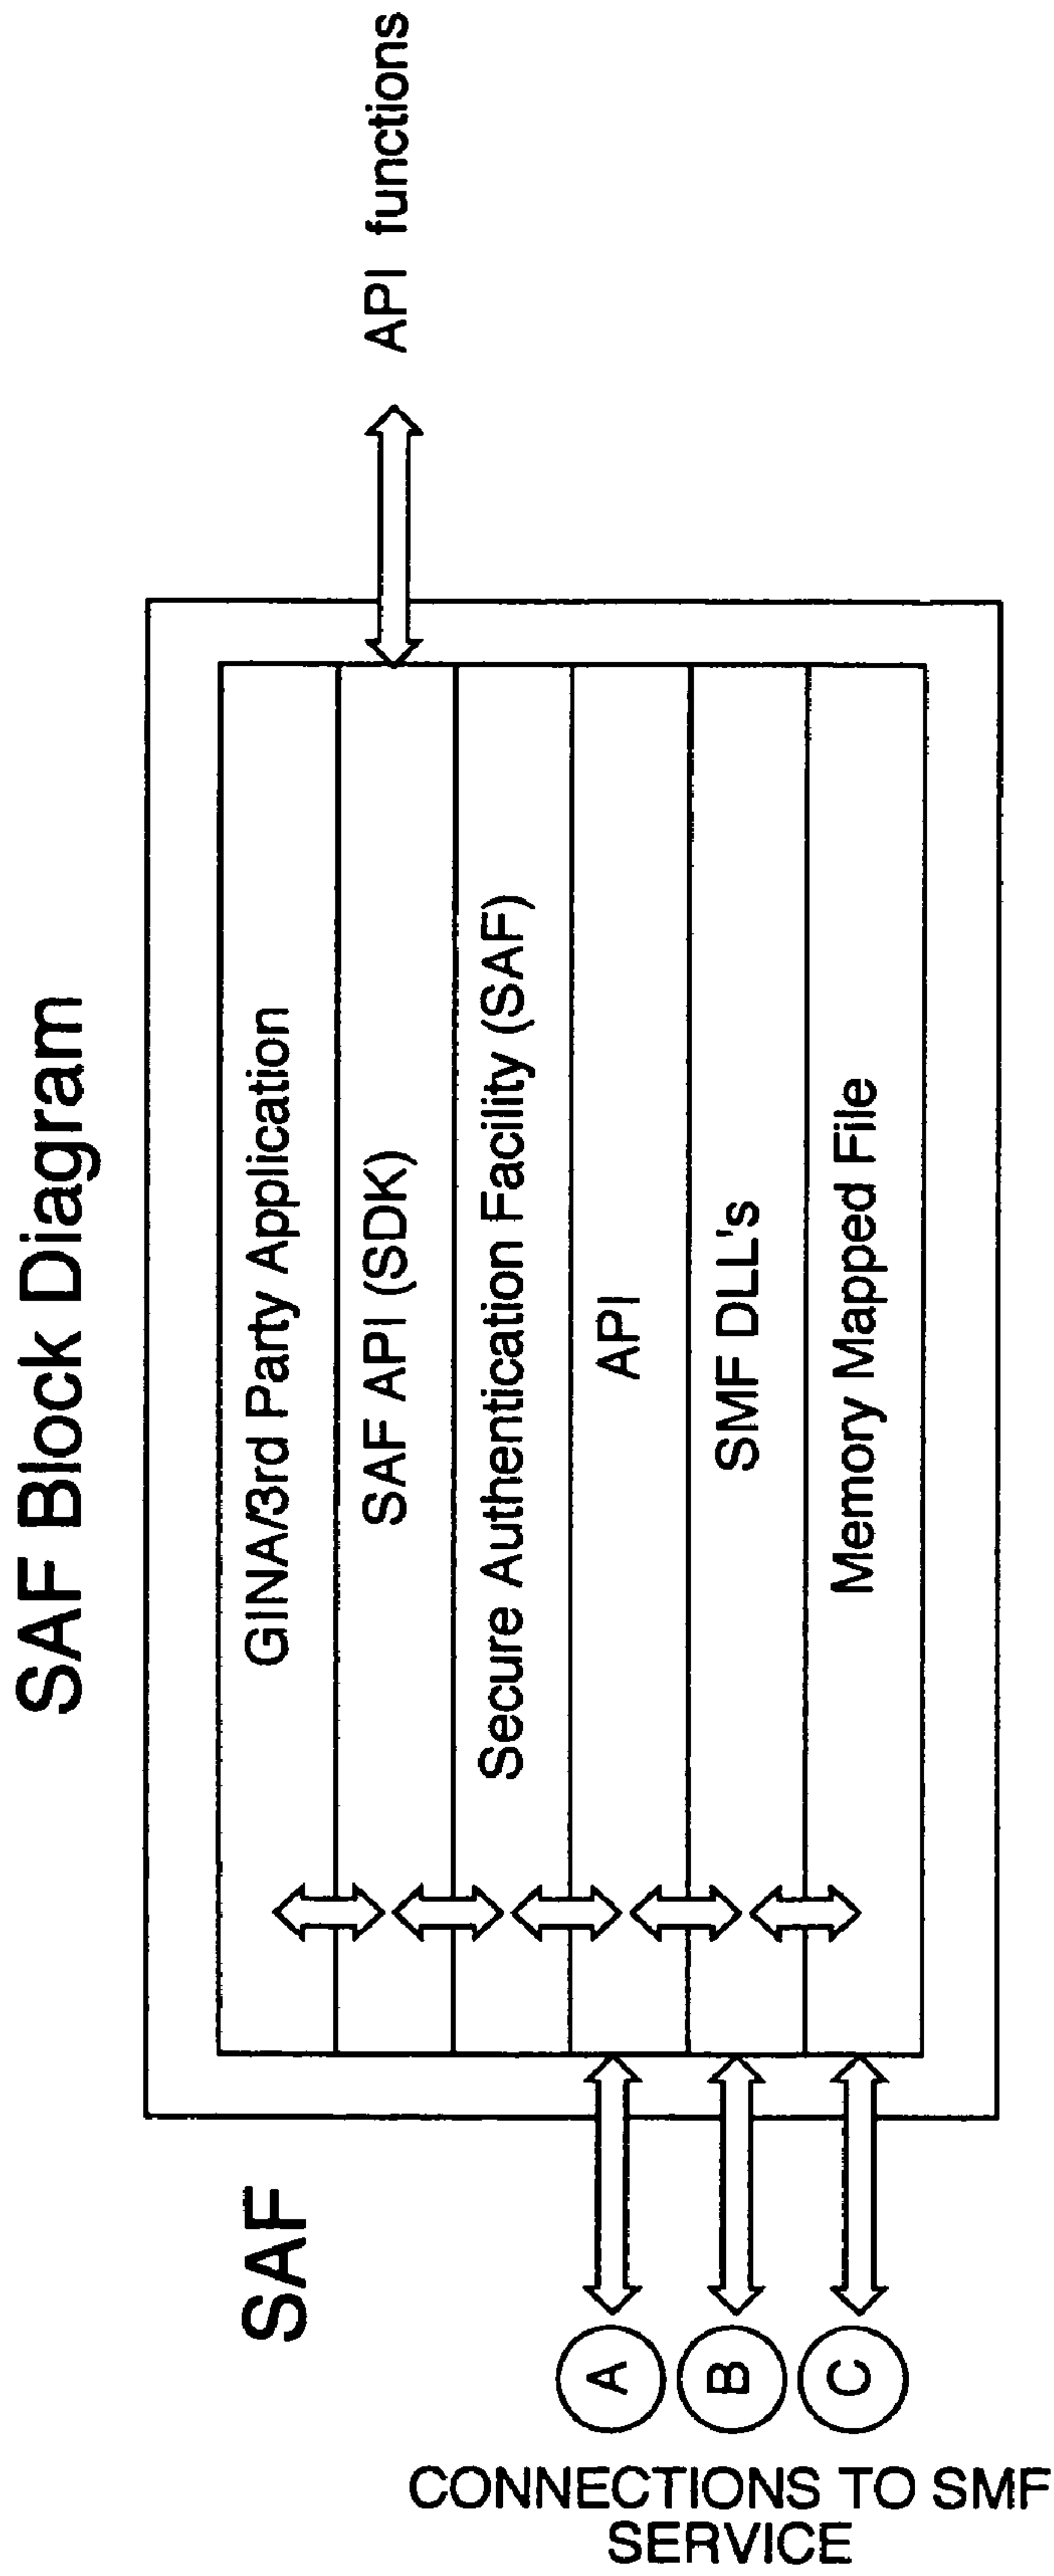 SAF Block Diagram
SAF
GINA/3rd Party Application
SAF API (SDK)
API functions
Secure Authentication Facility (SAF)
API
SMF DLL's
Memory Mapped File
A
B
C
CONNECTIONS TO SMF
SERVICE